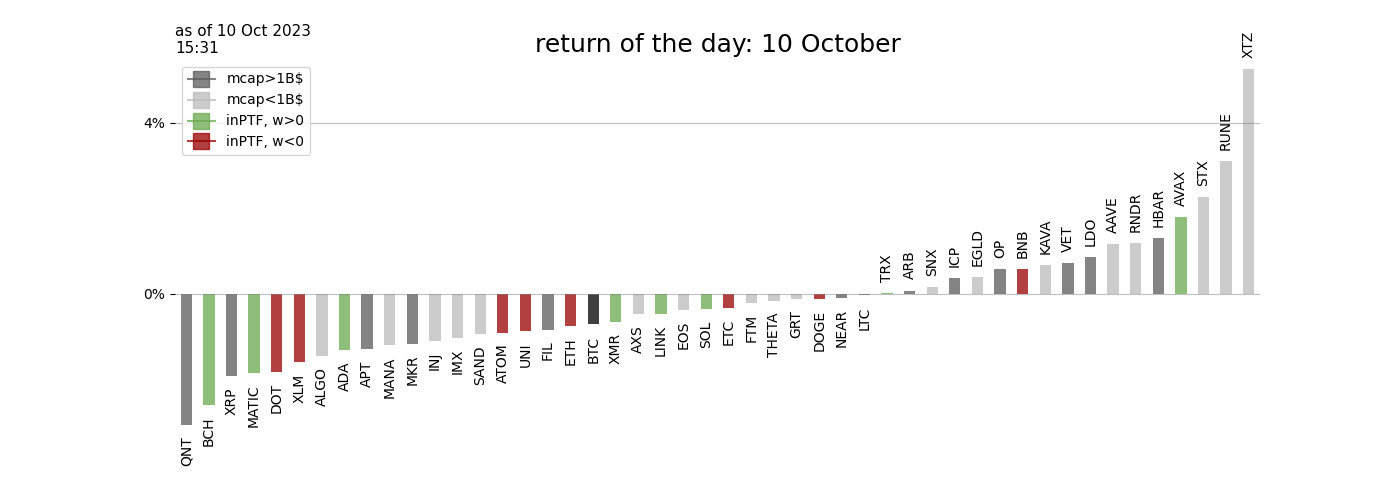 as of 10 Oct 2023
15:31
return of the day: 10 October
mcap>1B$
mcap<1B$
inPTF, w>0
inPTF, w<0
4%
0%
QNT
BCH
XRP
MATIC
DOT
XLM
ALGO
ADA
APT
MANA
MKR
INJ
IMX
SAND
ATOM
UNI
FIL
ETH
BTC
XMR
AXS
LINK
EOS
SOL
ETC
FTM
THETA
GRT
DOGE
NEAR
LTC
TRX
ARB
SNX
ICP
EGLD
OP
BNB
KAVA
VET
LDO
AAVE
RNDR
HBAR
AVAX
STX
RUNE
XTZ